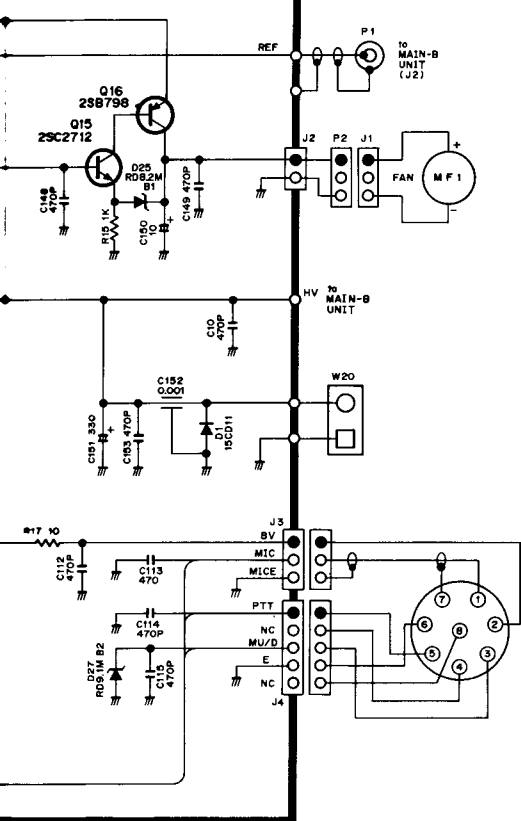 P1
REF
to
MAIN-B
UNIT
(J2)
Q16
2SB798
Q15
2SC2712
J2
P2
J1
D25
RD8.2M
B1
C149 470P
C148
470P
R15 1K
C150
10
+
FAN
MF1
+
-
HV
to
MAIN-B
UNIT
C10
470P
C152
0.001
W20
C151 330
+
C153 470P
D1
15CD11
R17 10
J3
BV
MIC
MICE
C112
470P
C113
470
PTT
NC
MU/D
E
NC
J4
C114
470P
D27
RD9.1M B2
C115
470P
7
1
6
8
2
5
4
3